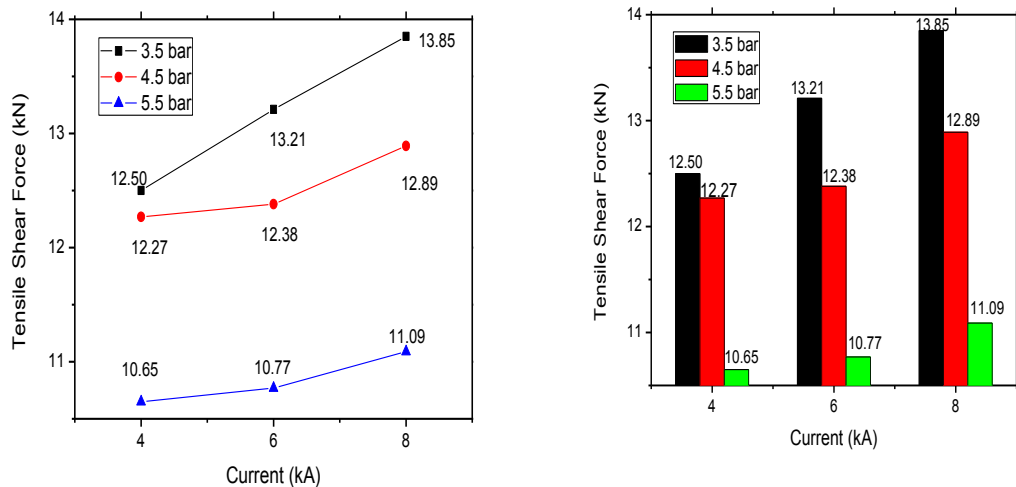 14
13
12
11
Tensile Shear Force (kN)
3.5 bar
4.5 bar
5.5 bar
13.85
13.21
12.50
12.89
12.38
12.27
11.09
10.77
10.65
4 6 8
Current (kA)
14
13
12
11
Tensile Shear Force (kN)
3.5 bar
4.5 bar
5.5 bar
13.85
13.21
12.89
12.50
12.38
12.27
11.09
10.77
10.65
4 6 8
Current (kA)